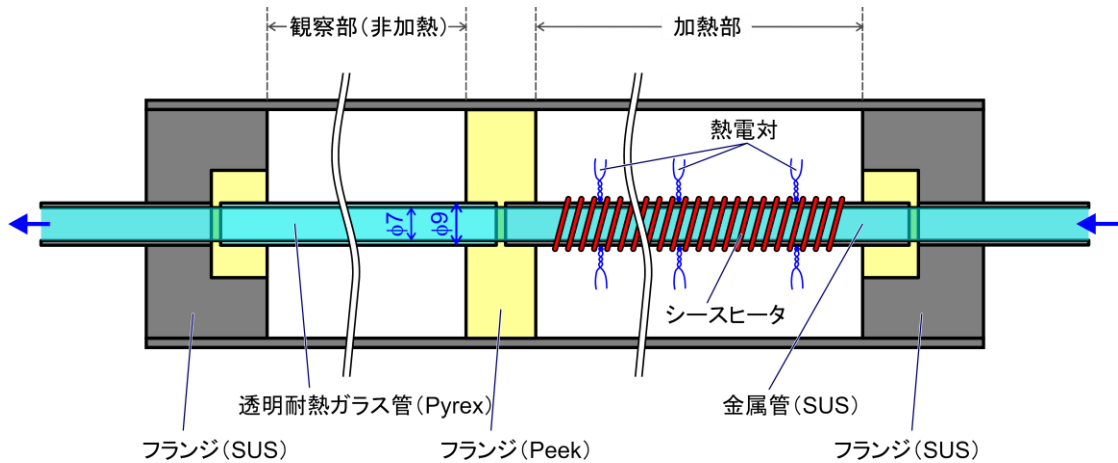 観察部（非加熱）
加熱部
熱電対
φ7
φ9
シースヒータ
透明耐熱ガラス管（Pyrex）
金属管（SUS）
フランジ（SUS）
フランジ（Peek）
フランジ（SUS）